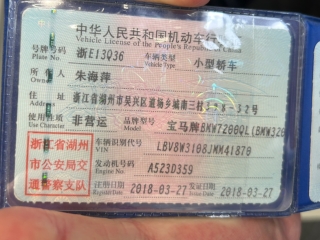 中华人民共和国机动车行
Vehicle License of the People's Republic of China
号牌号码 浙E13Q36 车辆类型 小型轿车
Vehicle Type
所有人 朱海萍
Owner
住址 浙江省湖州市吴兴区道场乡城南三村
使用性质 非营运 品牌型号 宝马牌BMW7200QL(BMW320
Use Character Model
浙江省湖州 车辆识别代号 LBV8W3108JMM41870
VIN
市公安局交 发动机号码 A523D359
Engine No.
通警察支队 注册日期 2018-03-27 发证日期 2018-03-27
Register Date Issue Date